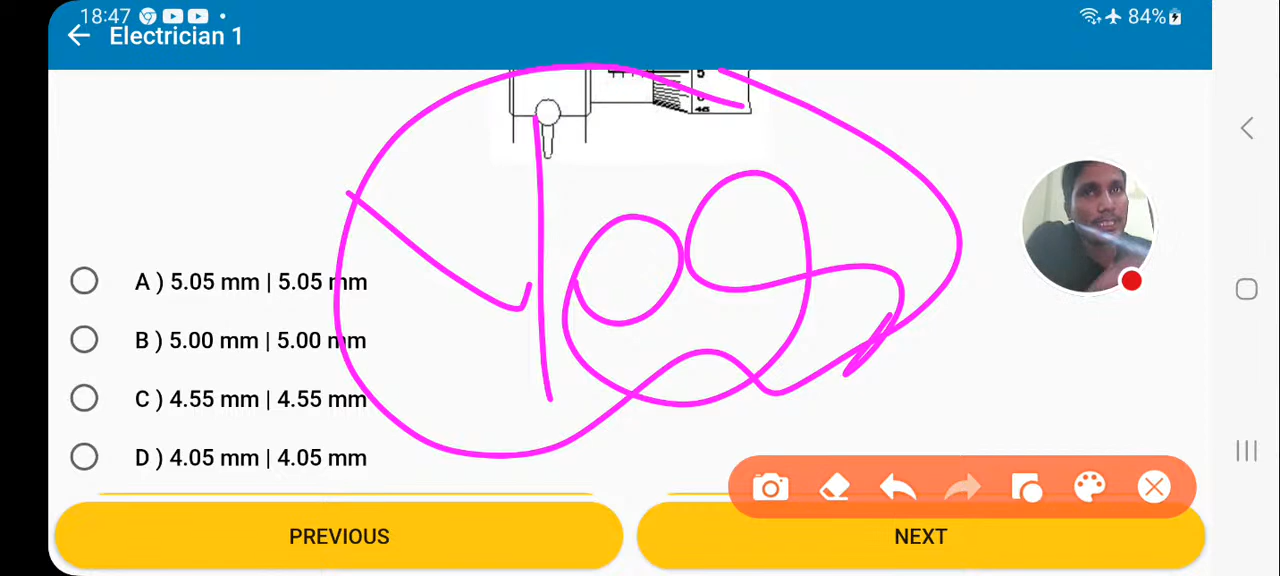 18:47
84%
Electrician 1
5
A ) 5.05 mm | 5.05 mm
B ) 5.00 mm | 5.00 mm
C ) 4.55 mm | 4.55 mm
D ) 4.05 mm | 4.05 mm
PREVIOUS
NEXT